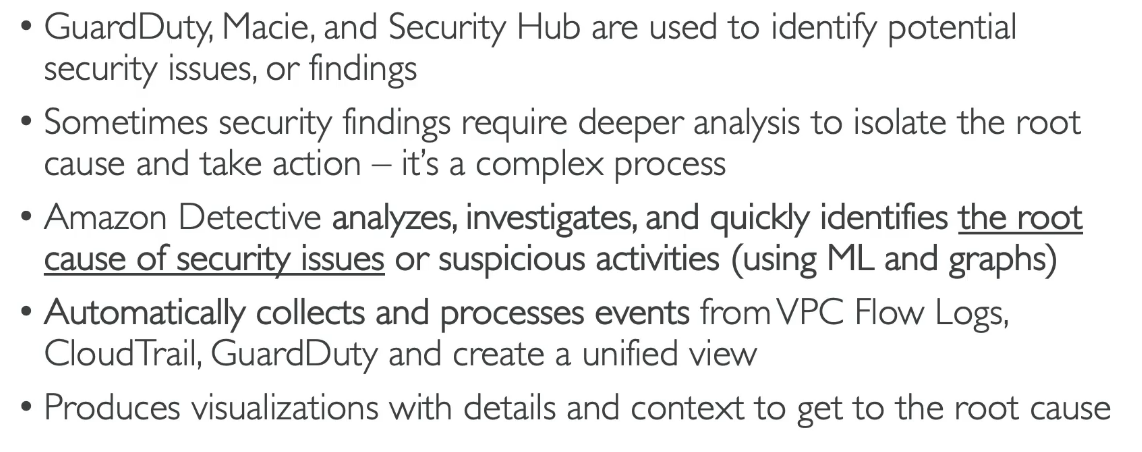 • GuardDuty, Macie, and Security Hub are used to identify potential
security issues, or findings
• Sometimes security findings require deeper analysis to isolate the root
cause and take action – it's a complex process
• Amazon Detective analyzes, investigates, and quickly identifies the root
cause of security issues or suspicious activities (using ML and graphs)
• Automatically collects and processes events from VPC Flow Logs,
CloudTrail, GuardDuty and create a unified view
• Produces visualizations with details and context to get to the root cause